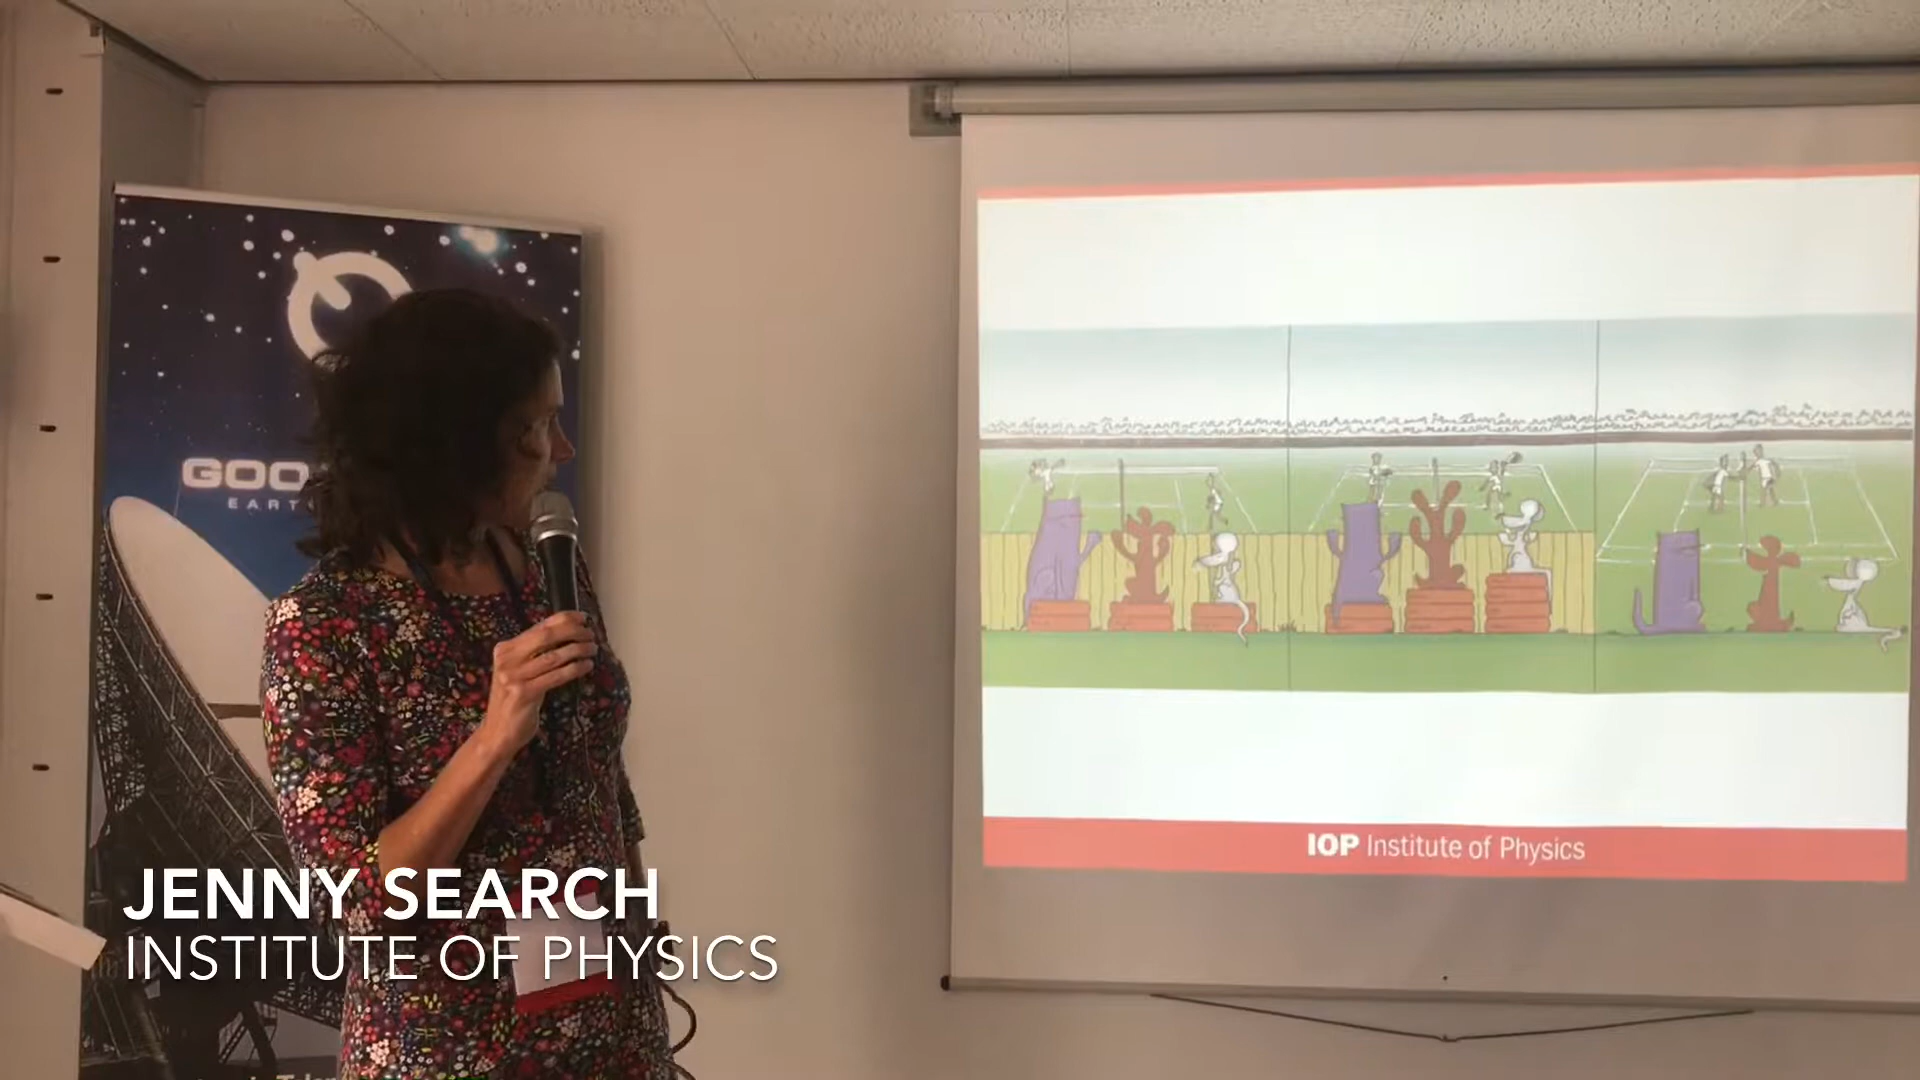 GOO
EART
IOP Institute of Physics
JENNY SEARCH
INSTITUTE OF PHYSICS